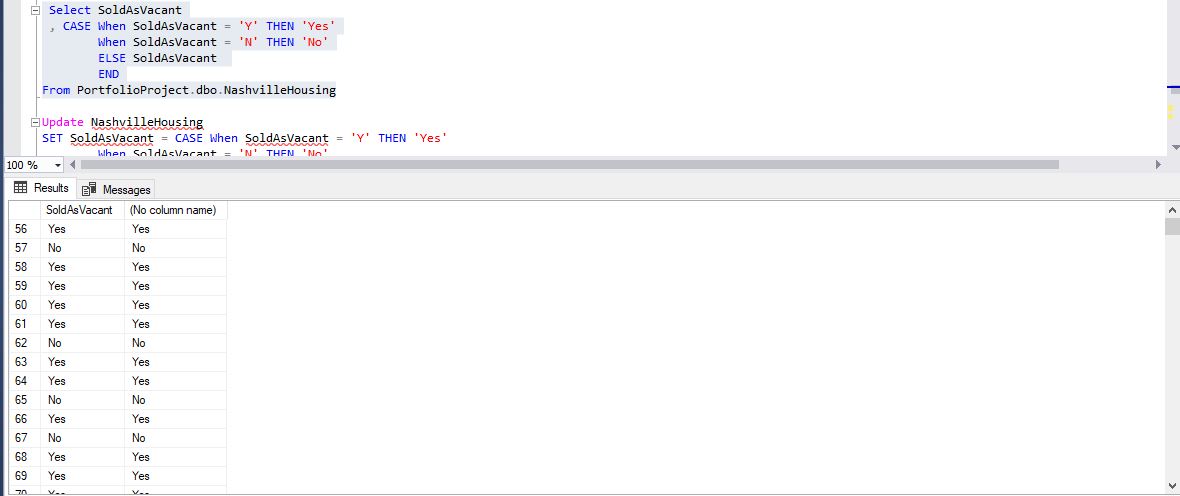 Select SoldAsVacant
, CASE When SoldAsVacant = 'Y' THEN 'Yes'
When SoldAsVacant = 'N' THEN 'No'
ELSE SoldAsVacant
END
From PortfolioProject.dbo.NashvilleHousing
Update NashvilleHousing
SET SoldAsVacant = CASE When SoldAsVacant = 'Y' THEN 'Yes'
When SoldAsVacant = 'N' THEN 'No'
100 %
Results Messages
SoldAsVacant (No column name)
56 Yes Yes
57 No No
58 Yes Yes
59 Yes Yes
60 Yes Yes
61 Yes Yes
62 No No
63 Yes Yes
64 Yes Yes
65 No No
66 Yes Yes
67 No No
68 Yes Yes
69 Yes Yes
70 Yes Yes